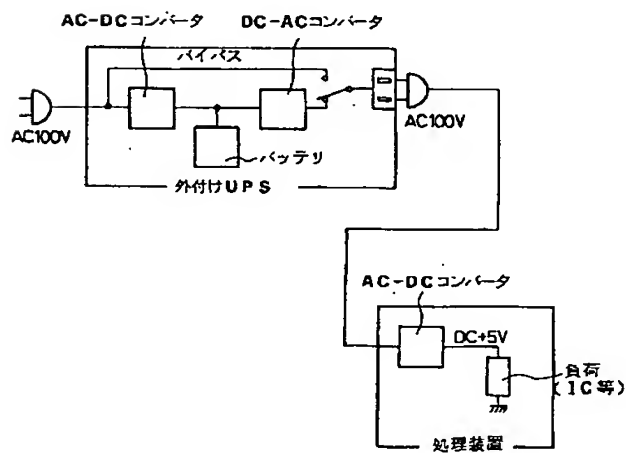 AC-DCコンバータ
DC-ACコンバータ
バイパス
AC100V
AC100V
バッテリ
外付けUPS
AC-DCコンバータ
DC+5V
負荷
(IC等)
処理装置